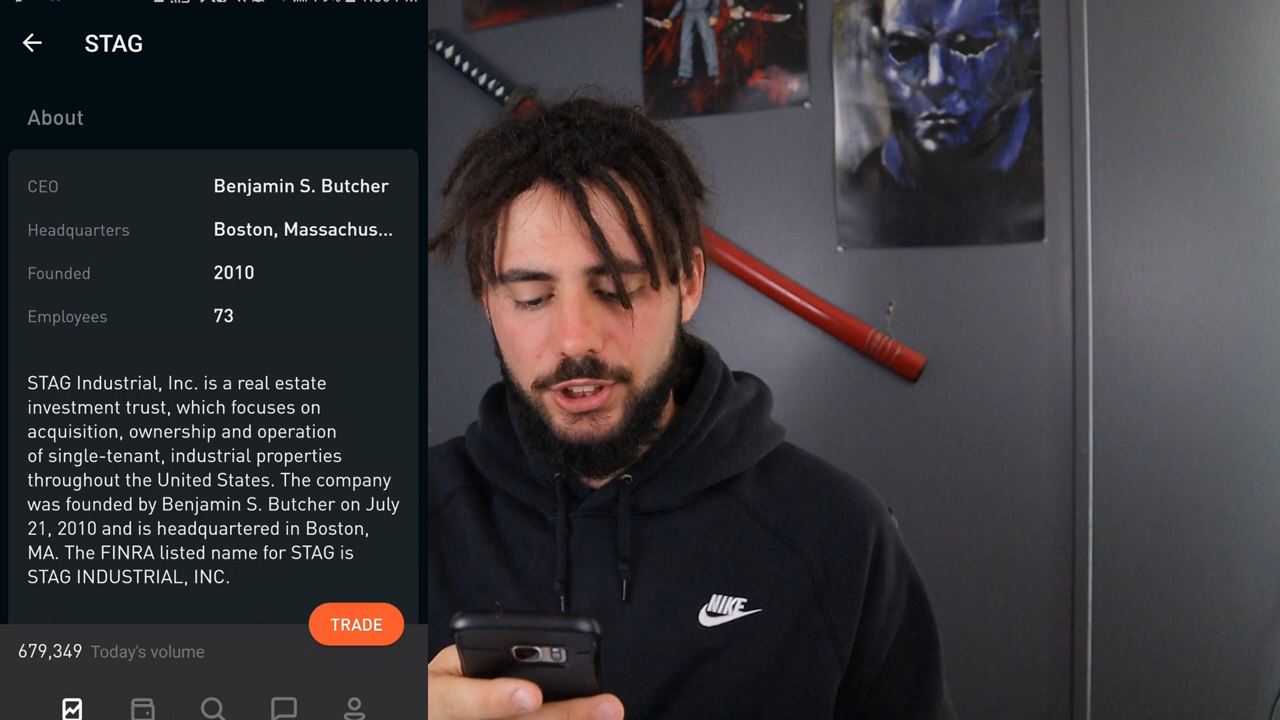 STAG
About
CEO Benjamin S. Butcher
Headquarters Boston, Massachus...
Founded 2010
Employees 73
STAG Industrial, Inc. is a real estate
investment trust, which focuses on
acquisition, ownership and operation
of single-tenant, industrial properties
throughout the United States. The company
was founded by Benjamin S. Butcher on July
21, 2010 and is headquartered in Boston,
MA. The FINRA listed name for STAG is
STAG INDUSTRIAL, INC.
TRADE
679,349 Today's volume
NIKE